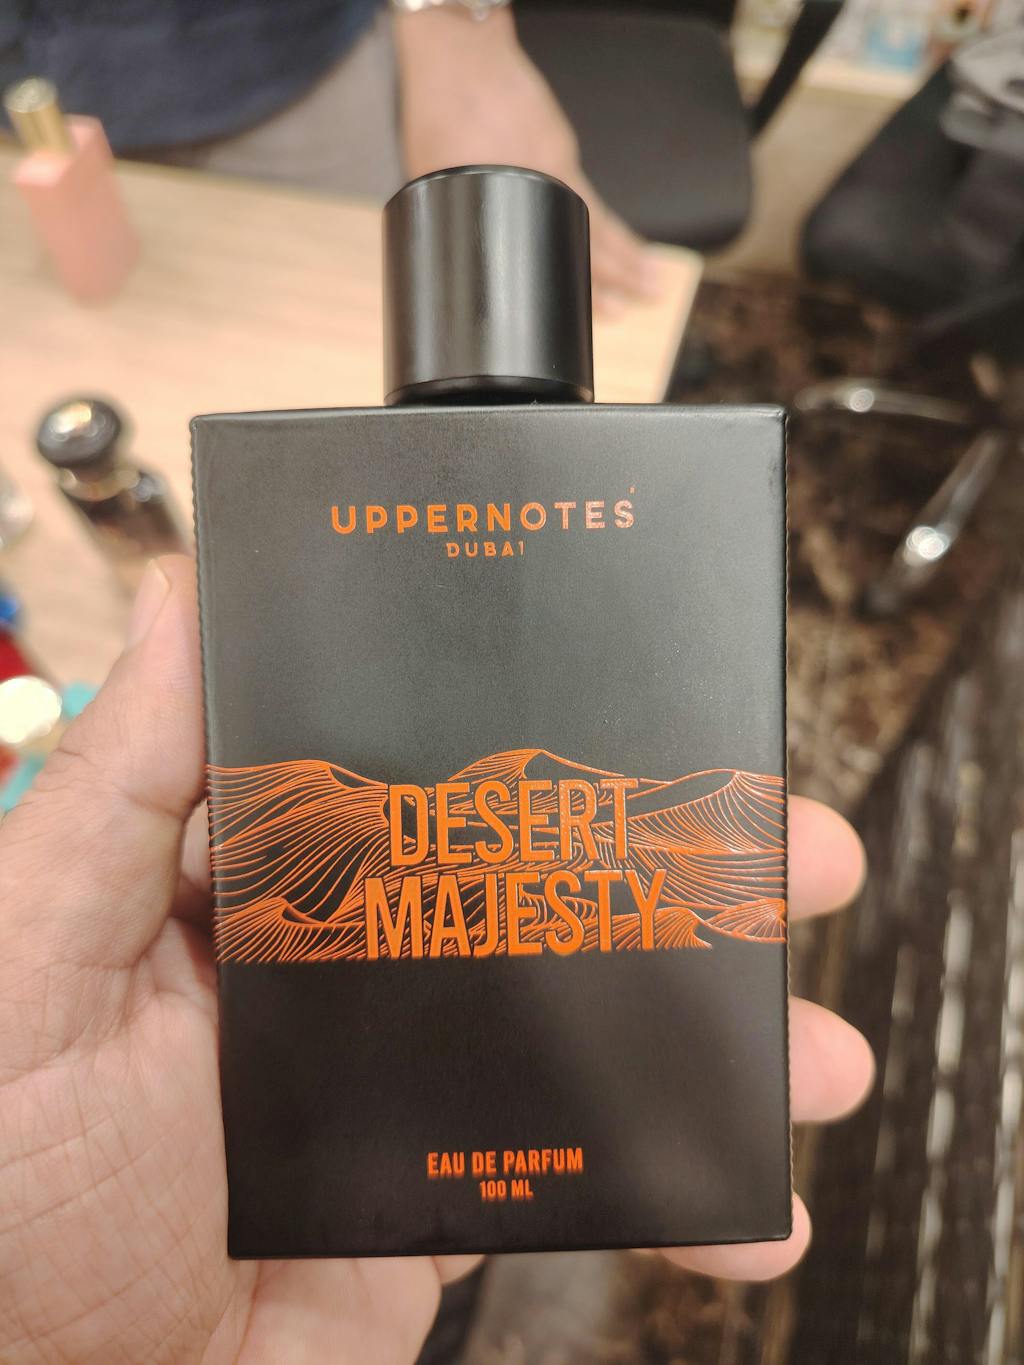 UPPERNOTES
DUBAI
DESERT
MAJESTY
EAU DE PARFUM
100 ML